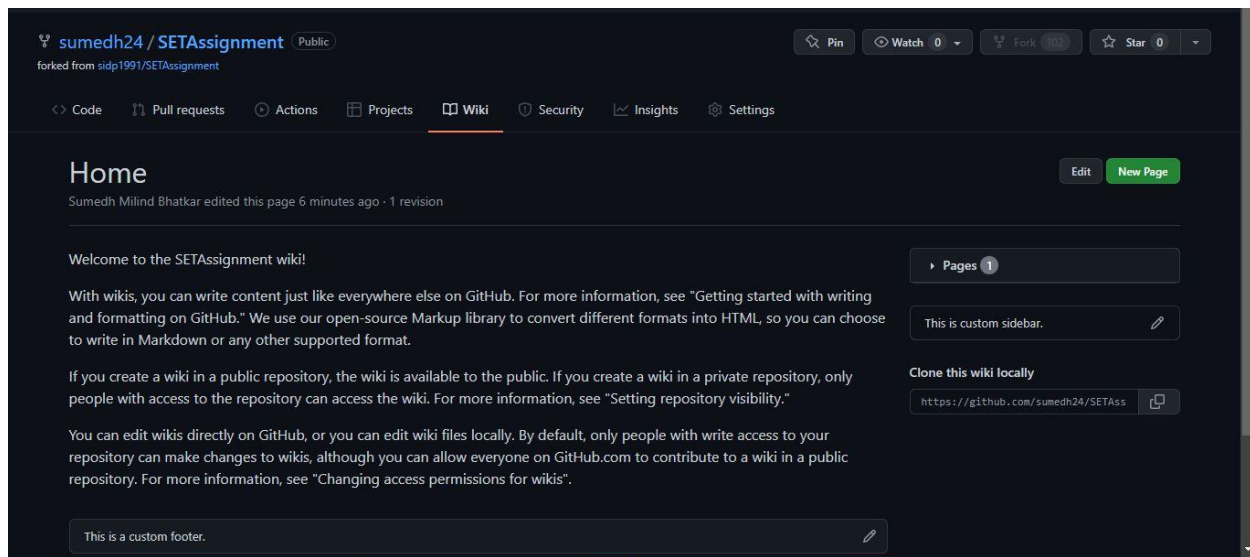 sumedh24 / SETAssignment Public
Pin
Watch 0
Fork 102
Star 0
forked from sidp1991/SETAssignment
<> Code
Pull requests
Actions
Projects
Wiki
Security
Insights
Settings
Home
Edit
New Page
Sumedh Milind Bhatkar edited this page 6 minutes ago · 1 revision
Welcome to the SETAssignment wiki!
With wikis, you can write content just like everywhere else on GitHub. For more information, see "Getting started with writing
and formatting on GitHub." We use our open-source Markup library to convert different formats into HTML, so you can choose
to write in Markdown or any other supported format.
If you create a wiki in a public repository, the wiki is available to the public. If you create a wiki in a private repository, only
people with access to the repository can access the wiki. For more information, see "Setting repository visibility."
You can edit wikis directly on GitHub, or you can edit wiki files locally. By default, only people with write access to your
repository can make changes to wikis, although you can allow everyone on GitHub.com to contribute to a wiki in a public
repository. For more information, see "Changing access permissions for wikis".
This is a custom footer.
Pages 1
This is custom sidebar.
Clone this wiki locally
https://github.com/sumedh24/SETAss